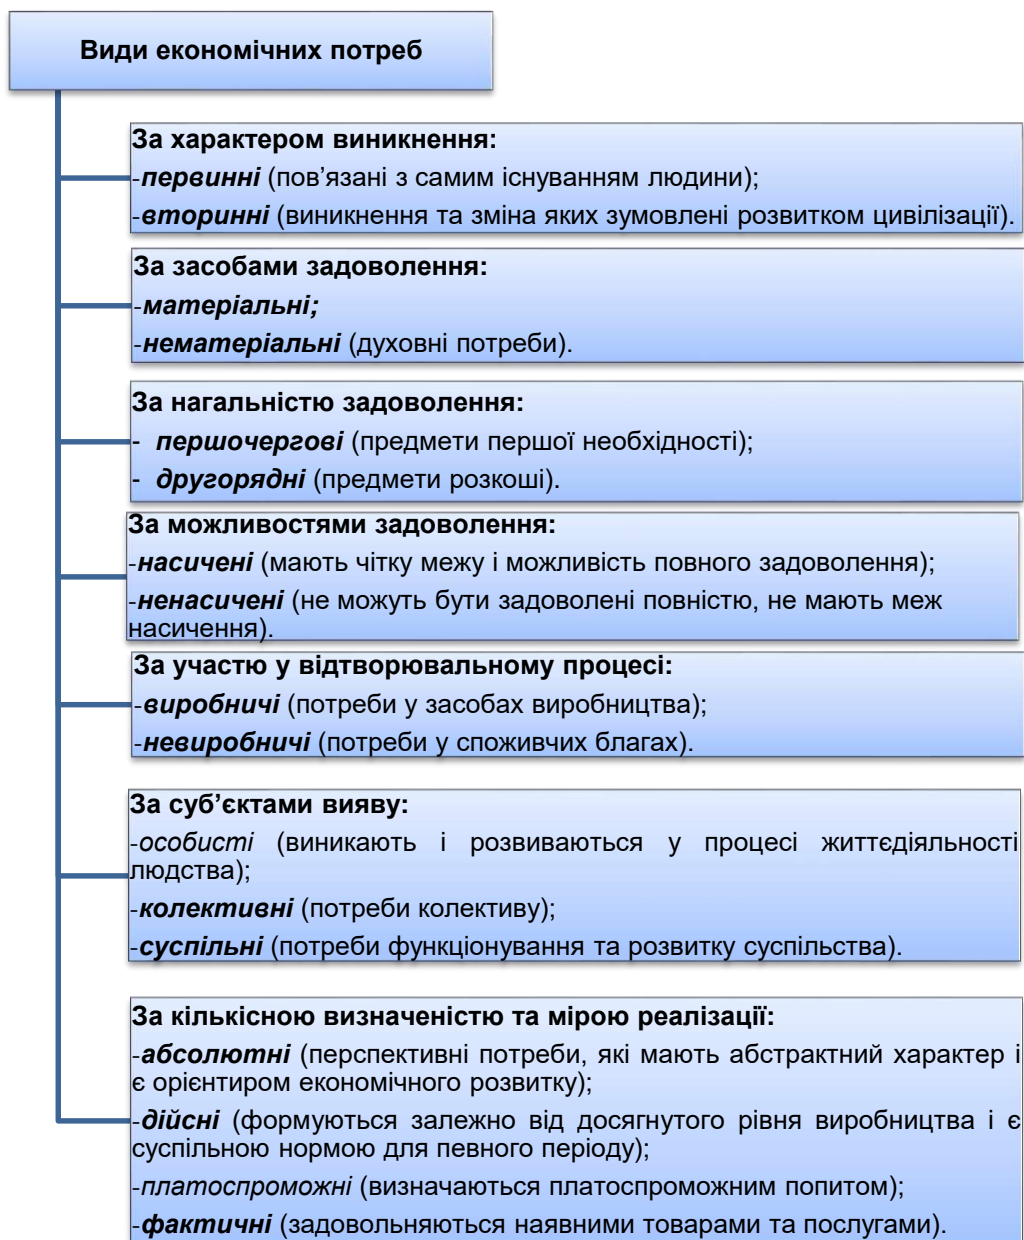 Види економічних потреб
За характером виникнення:
-первинні (пов’язані з самим існуванням людини);
-вторинні (виникнення та зміна яких зумовлені розвитком цивілізації).
За засобами задоволення:
-матеріальні;
-нематеріальні (духовні потреби).
За нагальністю задоволення:
- першочергові (предмети першої необхідності);
- другорядні (предмети розкоші).
За можливостями задоволення:
-насичені (мають чітку межу і можливість повного задоволення);
-ненасичені (не можуть бути задоволені повністю, не мають меж
насичення).
За участю у відтворювальному процесі:
-виробничі (потреби у засобах виробництва);
-невиробничі (потреби у споживчих благах).
За суб’єктами вияву:
-особисті (виникають і розвиваються у процесі життєдіяльності
людства);
-колективні (потреби колективу);
-суспільні (потреби функціонування та розвитку суспільства).
За кількісною визначеністю та мірою реалізації:
-абсолютні (перспективні потреби, які мають абстрактний характер і
є орієнтиром економічного розвитку);
-дійсні (формуються залежно від досягнутого рівня виробництва і є
суспільною нормою для певного періоду);
-платоспроможні (визначаються платоспроможним попитом);
-фактичні (задовольняються наявними товарами та послугами).